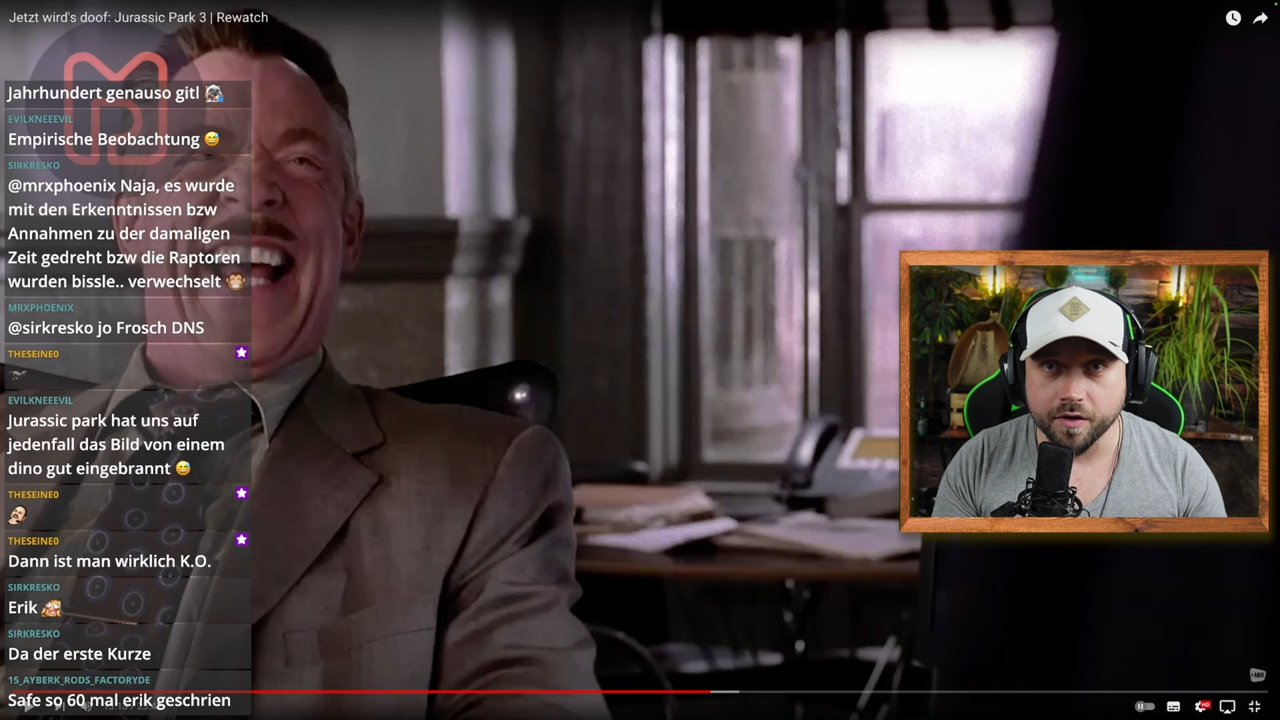 Jetzt wird's doof: Jurassic Park 3 | Rewatch
Jahrhundert genauso gitl
EVILKNEEEVIL
Empirische Beobachtung
SIRKRESKO
@mrxphoenix Naja, es wurde
mit den Erkenntnissen bzw
Annahmen zu der damaligen
Zeit gedreht bzw die Raptoren
wurden bissle.. verwechselt
MRXPHOENIX
@sirkresko jo Frosch DNS
THESEINE0
EVILKNEEEVIL
Jurassic park hat uns auf
jedenfall das Bild von einem
dino gut eingebrannt
THESEINE0
THESEINE0
Dann ist man wirklich K.O.
SIRKRESKO
Erik
SIRKRESKO
Da der erste Kurze
15_AYBERK_RODS_FACTORYDE
Safe so 60 mal erik geschrien
HD